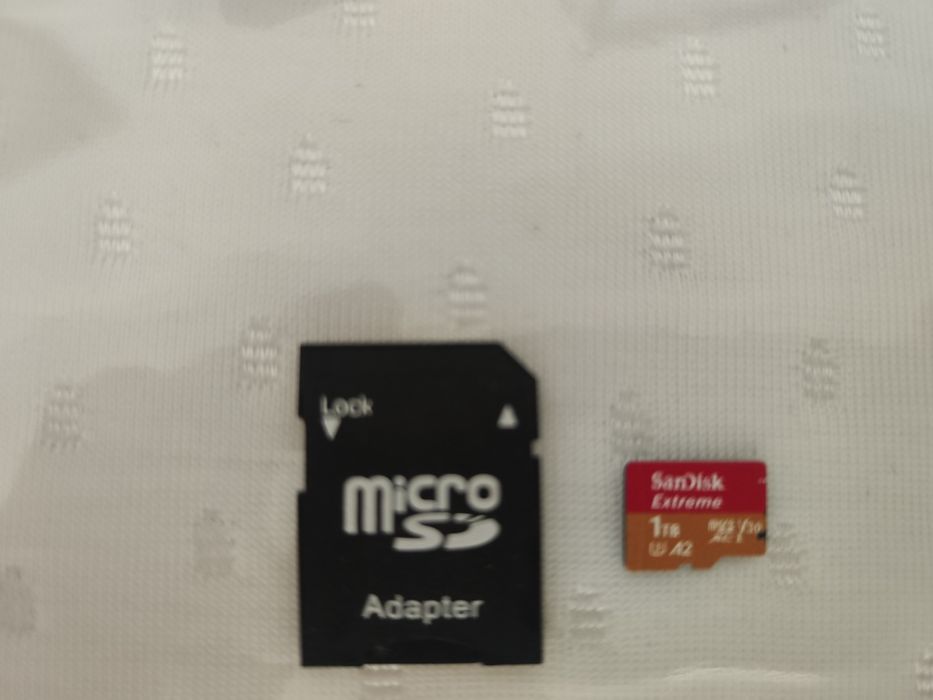 Lock
micro
SD
Adapter
SanDisk
Extreme
1TB
A2